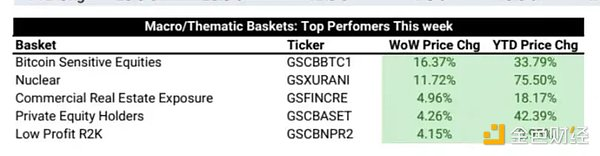 Macro/Thematic Baskets: Top Perfomers This week
Basket Ticker WoW Price Chg YTD Price Chg
Bitcoin Sensitive Equities GSCBBTC1 16.37% 33.79%
Nuclear GSXURANI 11.72% 75.50%
Commercial Real Estate Exposure GSFINCRE 4.96% 18.17%
Private Equity Holders GSCBASET 4.26% 42.39%
Low Profit R2K GSCBNPR2 4.15%
金色财经